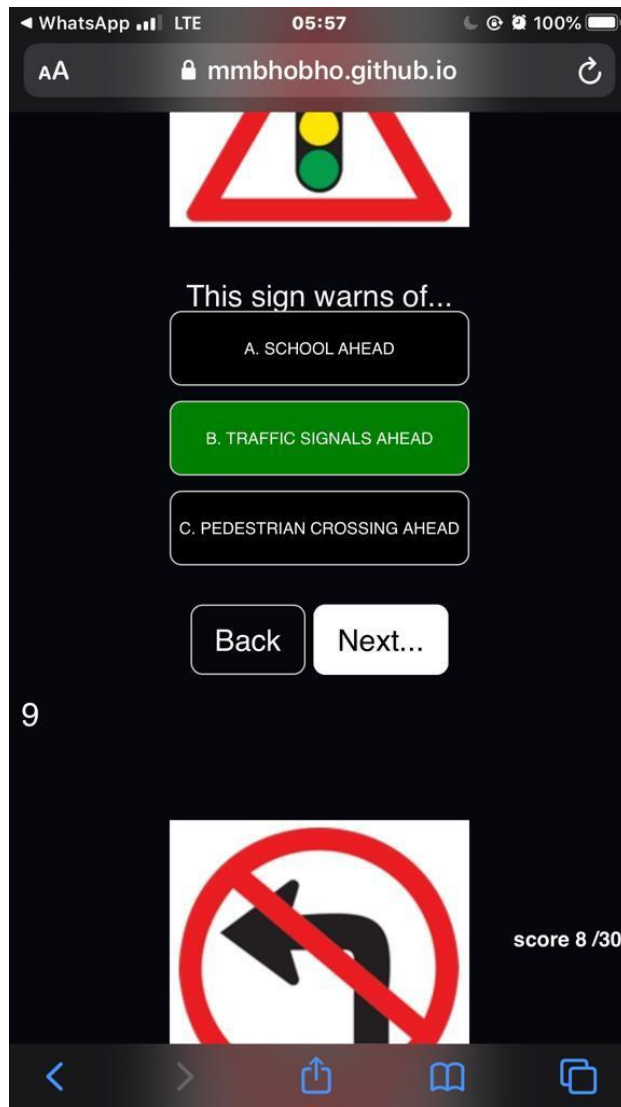 WhatsApp LTE 05:57 100%
AA mmbhobho.github.io
This sign warns of...
A. SCHOOL AHEAD
B. TRAFFIC SIGNALS AHEAD
C. PEDESTRIAN CROSSING AHEAD
Back Next...
9
score 8 /30